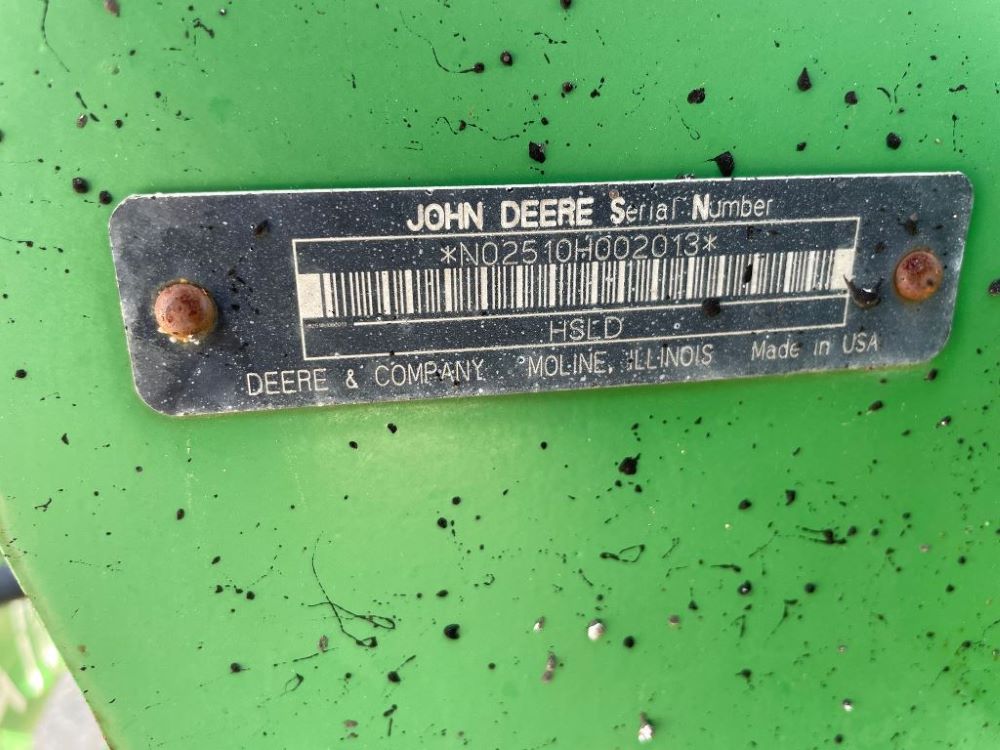 JOHN DEERE Serial Number
*N02510H002013*
HSLD
DEERE & COMPANY MOLINE, ILLINOIS Made in USA